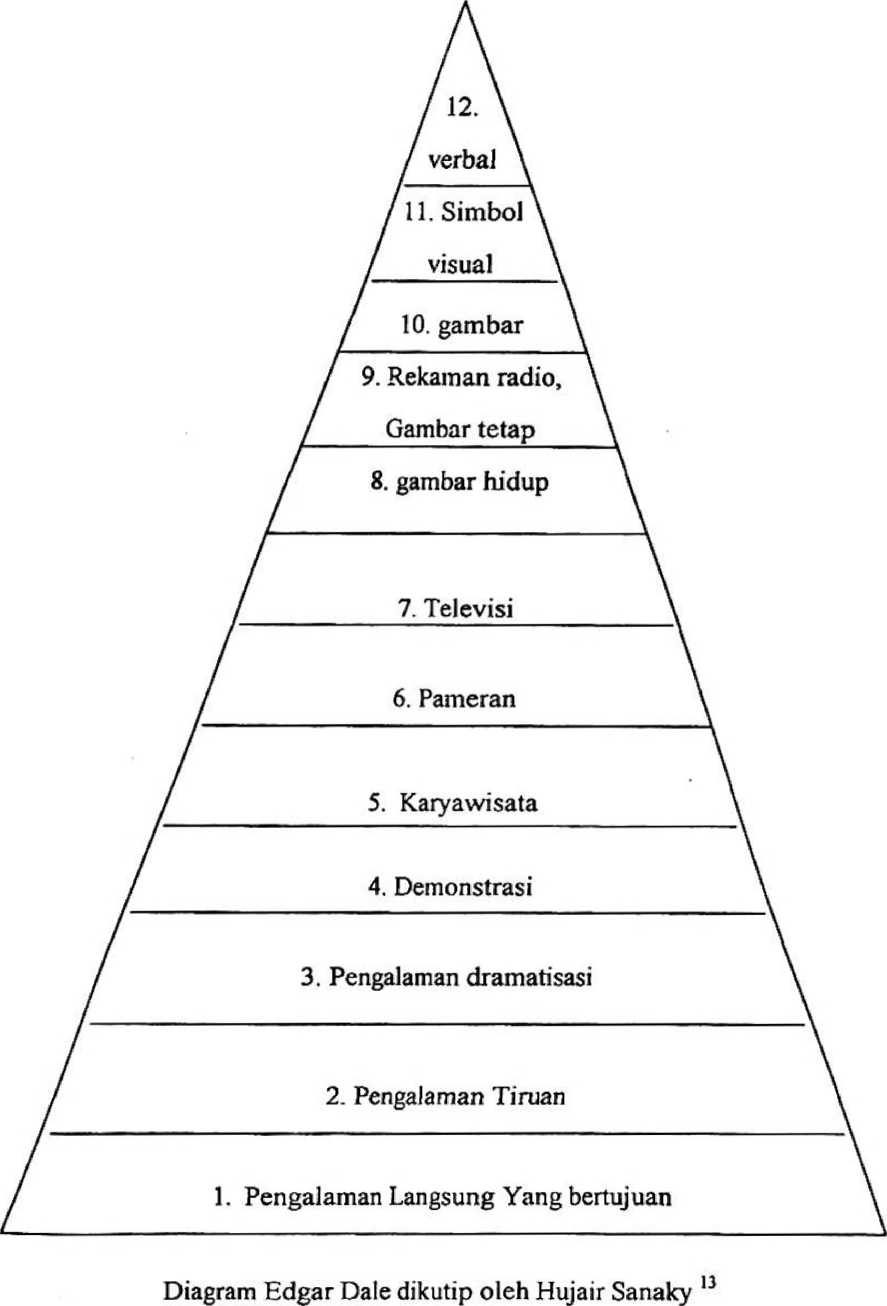 12.
verbal
11. Simbol
visual
10. gambar
9. Rekaman radio,
Gambar tetap
8. gambar hidup
7. Televisi
6. Pameran
5. Karyawisata
4. Demonstrasi
3. Pengalaman dramatisasi
2. Pengalaman Tiruan
1. Pengalaman Langsung Yang bertujuan
Diagram Edgar Dale dikutip oleh Hujair Sanaky 13